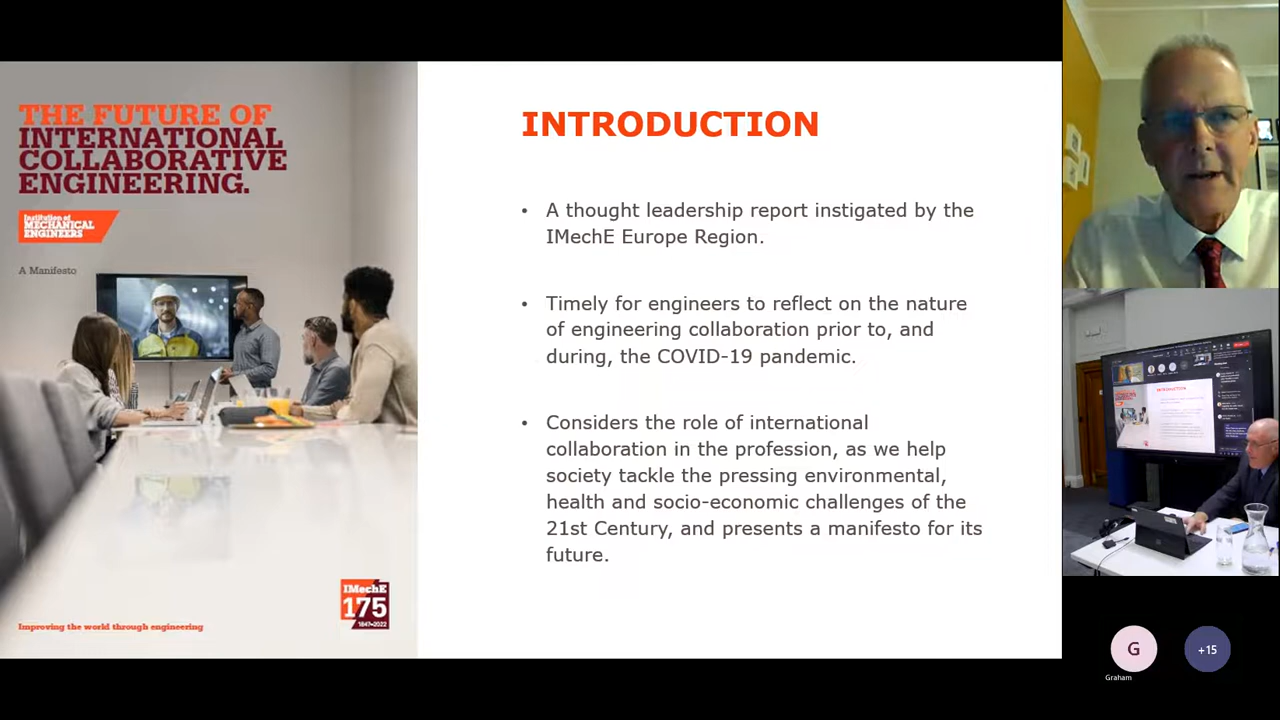 THE FUTURE OF
INTERNATIONAL
COLLABORATIVE
ENGINEERING.
Institution of
MECHANICAL
ENGINEERS
A Manifesto
IMechE
175
1847-2022
Improving the world through engineering
INTRODUCTION
• A thought leadership report instigated by the
IMechE Europe Region.
• Timely for engineers to reflect on the nature
of engineering collaboration prior to, and
during, the COVID-19 pandemic.
• Considers the role of international
collaboration in the profession, as we help
society tackle the pressing environmental,
health and socio-economic challenges of the
21st Century, and presents a manifesto for its
future.
INTRODUCTION
G
+15
Graham